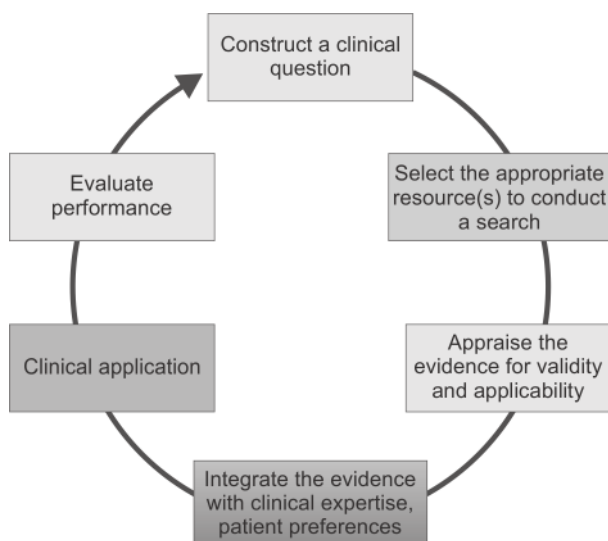 Construct a clinical
question
Select the appropriate
resource(s) to conduct
a search
Appraise the
evidence for validity
and applicability
Integrate the evidence
with clinical expertise,
patient preferences
Clinical application
Evaluate
performance